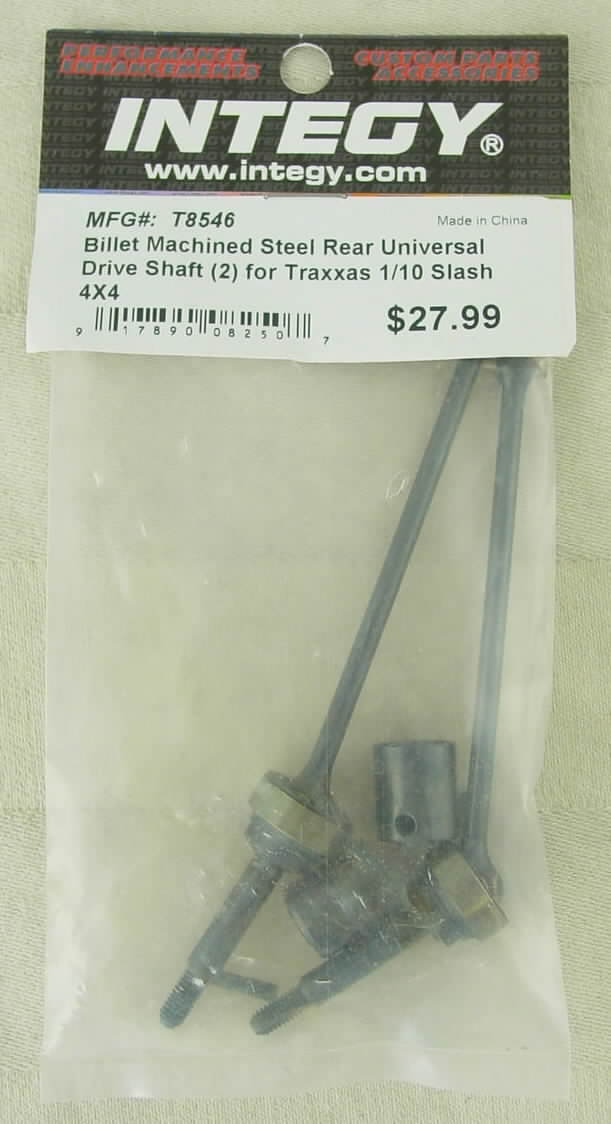 PERFORMANCE CUSTOM PARTS
ENHANCEMENTS ACCESSORIES
INTEGY®
www.integy.com
MFG#: T8546 Made in China
Billet Machined Steel Rear Universal
Drive Shaft (2) for Traxxas 1/10 Slash
4X4
9 17890 08250 7
$27.99